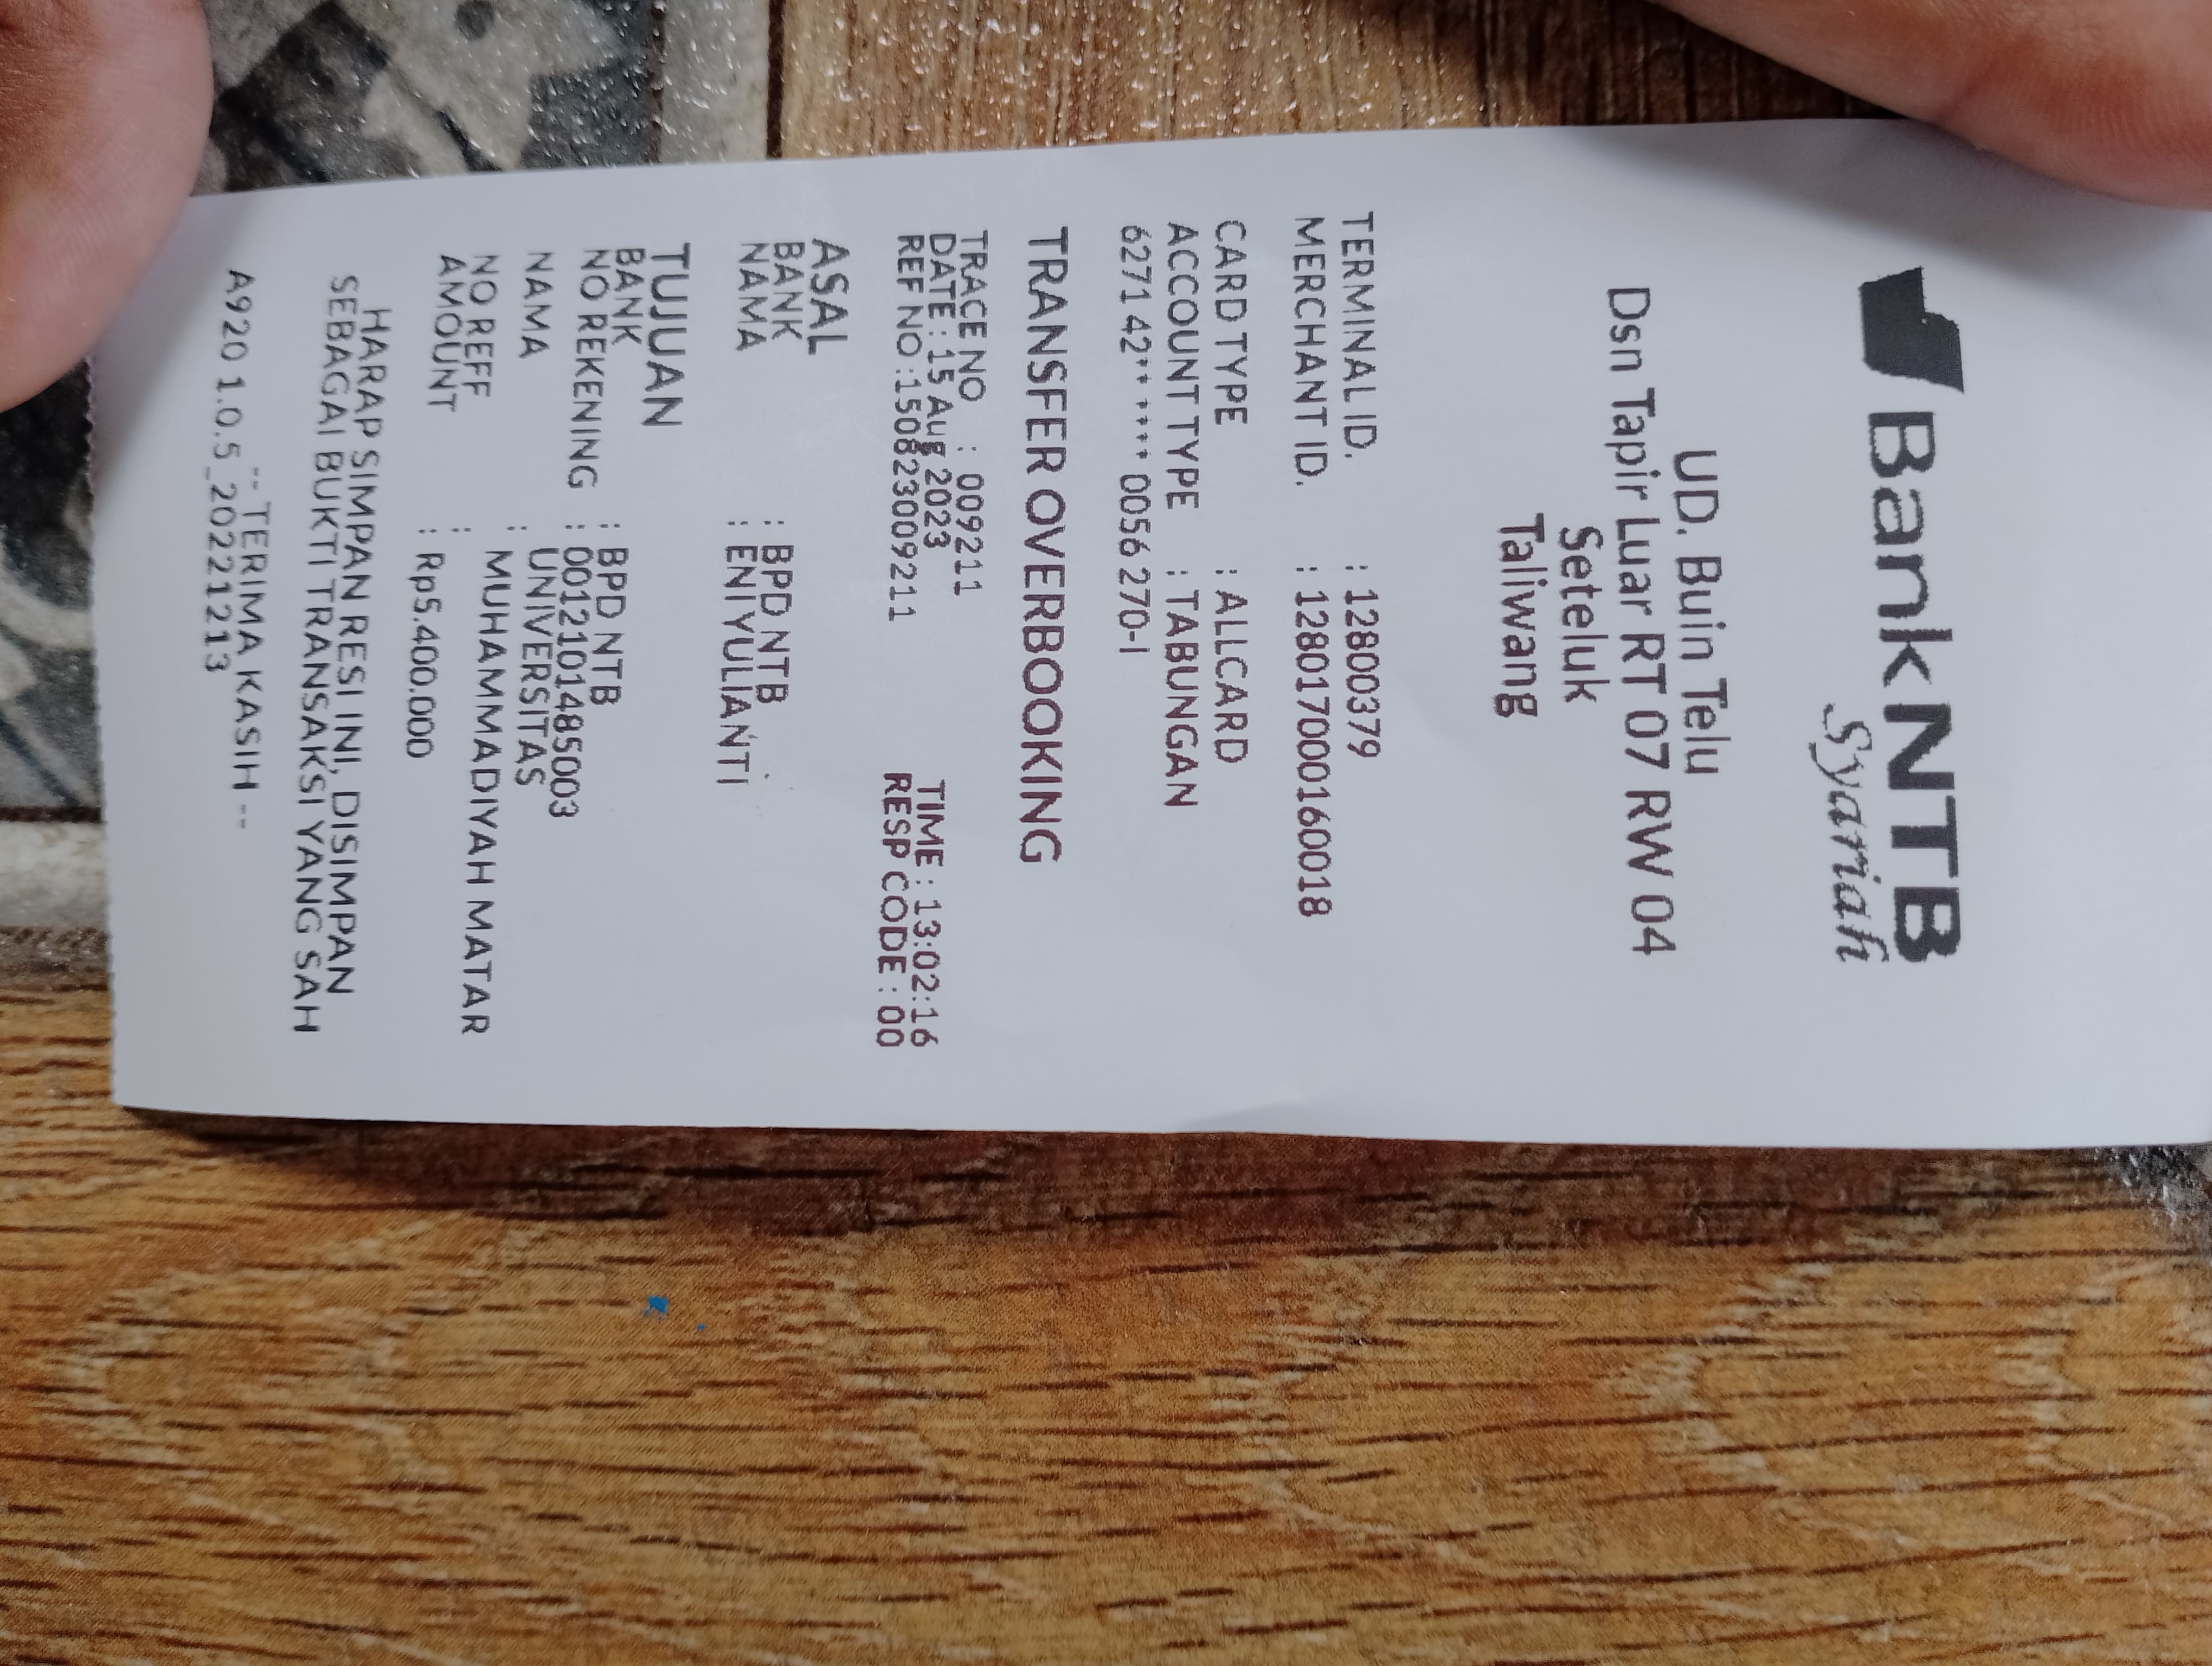 Bank NTB
Syariah
UD. Buin Telu
Dsn Tapir Luar RT 07 RW 04
Seteluk
Taliwang
TERMINAL ID. : 12800379
MERCHANT ID. : 128017000160018
CARD TYPE : ALLCARD
ACCOUNT TYPE : TABUNGAN
6271 42** **** 0056 270-I
TRANSFER OVERBOOKING
TRACE NO : 009211
DATE : 15 Aug 2023 TIME : 13:02:16
REF NO :150823009211 RESP CODE : 00
ASAL
BANK : BPD NTB
NAMA : ENI YULIANTI
TUJUAN
BANK : BPD NTB
NO REKENING : 0012101485003
NAMA : UNIVERSITAS
MUHAMMADIYAH MATAR
NO REFF :
AMOUNT : Rp5.400.000
HARAP SIMPAN RESI INI, DISIMPAN
SEBAGAI BUKTI TRANSAKSI YANG SAH
-- TERIMA KASIH --
A920 1.0.5_20221213